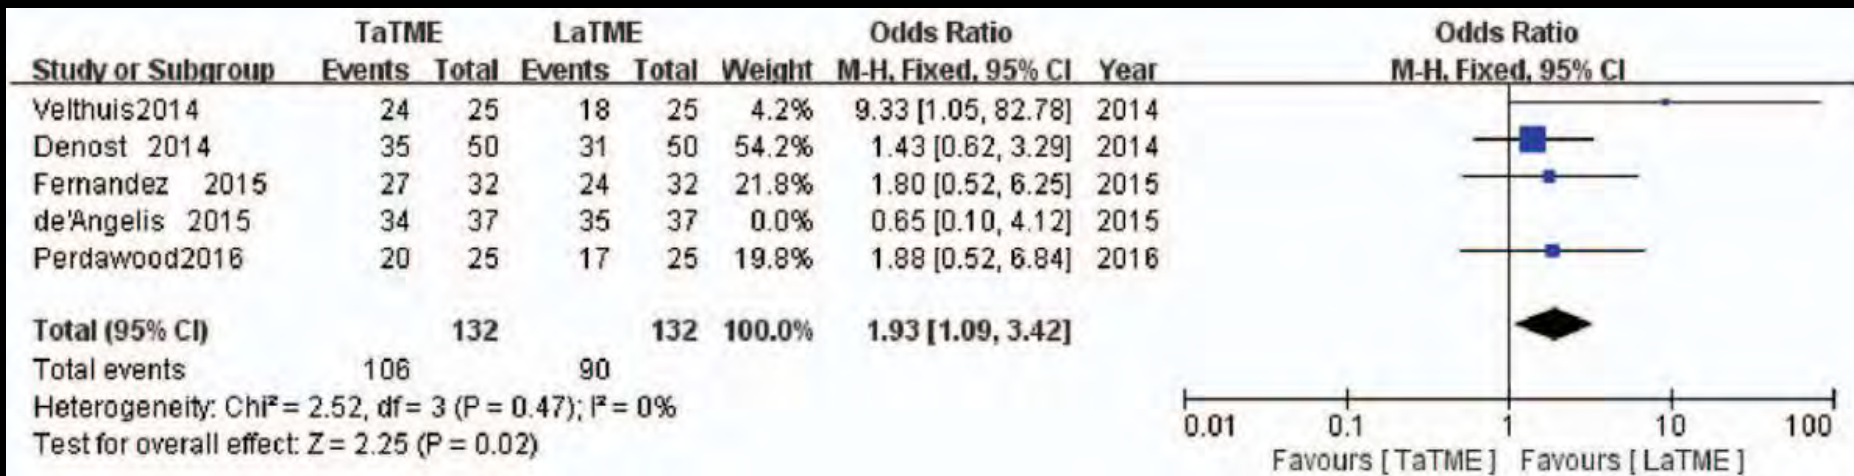 TaTME LaTME Odds Ratio Odds Ratio
Study or Subgroup Events Total Events Total Weight M-H, Fixed, 95% CI Year M-H, Fixed, 95% CI
Velthuis2014 24 25 18 25 4.2% 9.33 [1.05, 82.78] 2014
Denost 2014 35 50 31 50 54.2% 1.43 [0.62, 3.29] 2014
Fernandez 2015 27 32 24 32 21.8% 1.80 [0.52, 6.25] 2015
de'Angelis 2015 34 37 35 37 0.0% 0.65 [0.10, 4.12] 2015
Perdawood2016 20 25 17 25 19.8% 1.88 [0.52, 6.84] 2016
Total (95% CI) 132 132 100.0% 1.93 [1.09, 3.42]
Total events 106 90
Heterogeneity: Chi² = 2.52, df = 3 (P = 0.47); I² = 0%
Test for overall effect: Z = 2.25 (P = 0.02)
0.01 0.1 1 10 100
Favours [TaTME] Favours [LaTME]